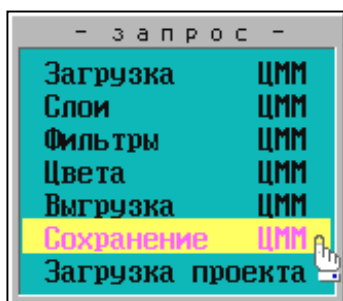 - запрос -
Загрузка ЦММ
Слои ЦММ
Фильтры ЦММ
Цвета ЦММ
Выгрузка ЦММ
Сохранение ЦММ
Загрузка проекта